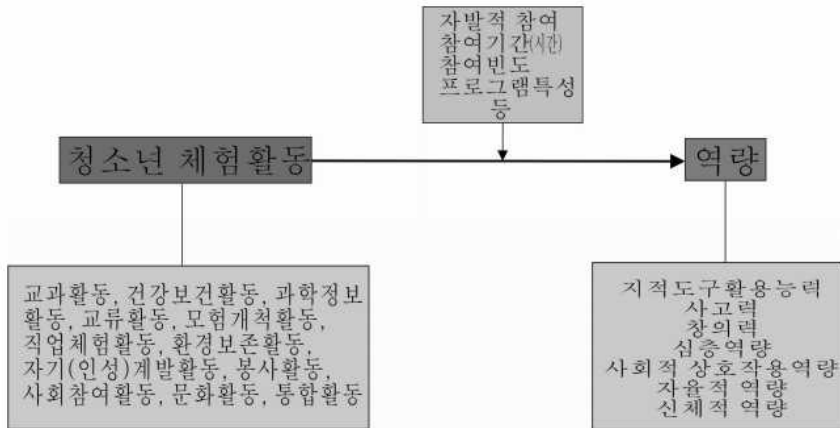 자발적 참여
참여기간(시간)
참여빈도
프로그램특성
등
청소년 체험활동
역량
교과활동, 건강보건활동, 과학정보
활동, 교류활동, 모험개척활동,
직업체험활동, 환경보존활동,
자기(인성)계발활동, 봉사활동,
사회참여활동, 문화활동, 통합활동
지적도구활용능력
사고력
창의력
심층역량
사회적 상호작용역량
자율적 역량
신체적 역량